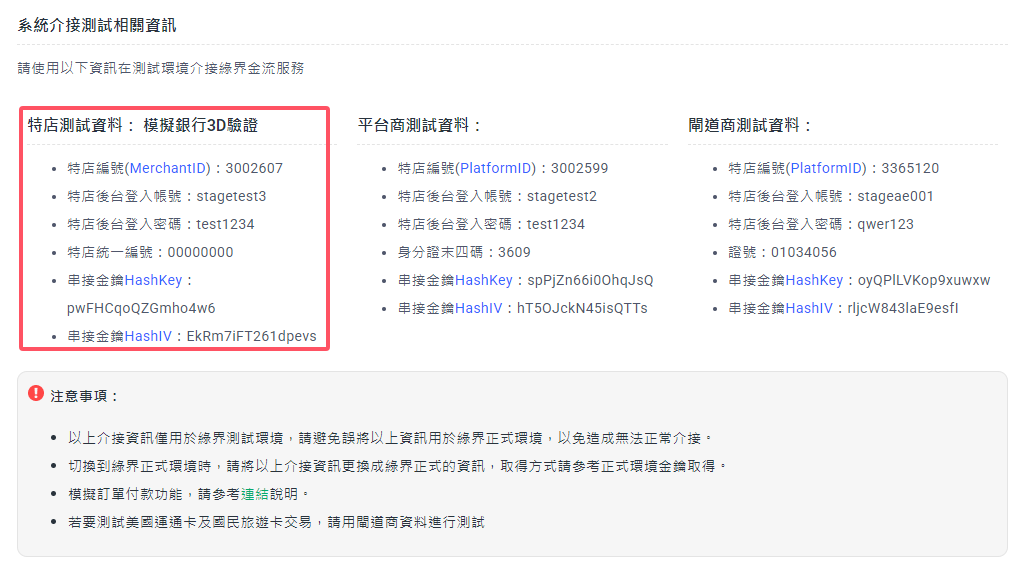 系統介接測試相關資訊
請使用以下資訊在測試環境介接綠界金流服務
特店測試資料： 模擬銀行3D驗證
特店編號(MerchantID)：3002607
特店後台登入帳號：stagetest3
特店後台登入密碼：test1234
特店統一編號：00000000
串接金鑰HashKey：
pwFHCqoQZGmho4w6
串接金鑰HashIV：EkRm7iFT261dpevs
平台商測試資料：
特店編號(PlatformID)：3002599
特店後台登入帳號：stagetest2
特店後台登入密碼：test1234
身分證末四碼：3609
串接金鑰HashKey：spPjZn66i0OhqJsQ
串接金鑰HashIV：hT5OJckN45isQTTs
閘道商測試資料：
特店編號(PlatformID)：3365120
特店後台登入帳號：stageae001
特店後台登入密碼：qwer123
證號：01034056
串接金鑰HashKey：oyQPlLVKop9xuwxw
串接金鑰HashIV：rljcW843laE9esfI
注意事項：
以上介接資訊僅用於綠界測試環境，請避免誤將以上資訊用於綠界正式環境，以免造成無法正常介接。
切換到綠界正式環境時，請將以上介接資訊更換成綠界正式的資訊，取得方式請參考正式環境金鑰取得。
模擬訂單付款功能，請參考連結說明。
若要測試美國運通卡及國民旅遊卡交易，請用閘道商資料進行測試